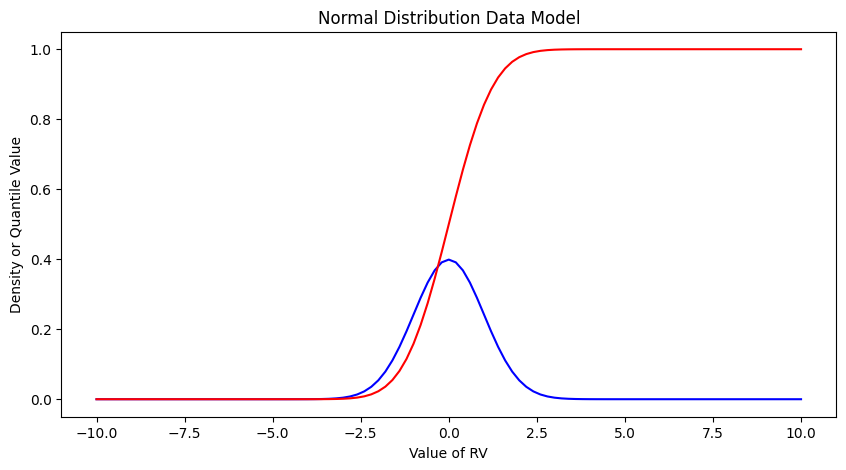 Normal Distribution Data Model
Density or Quantile Value
1.0
0.8
0.6
0.4
0.2
0.0
−10.0 −7.5 −5.0 −2.5 0.0 2.5 5.0 7.5 10.0
Value of RV